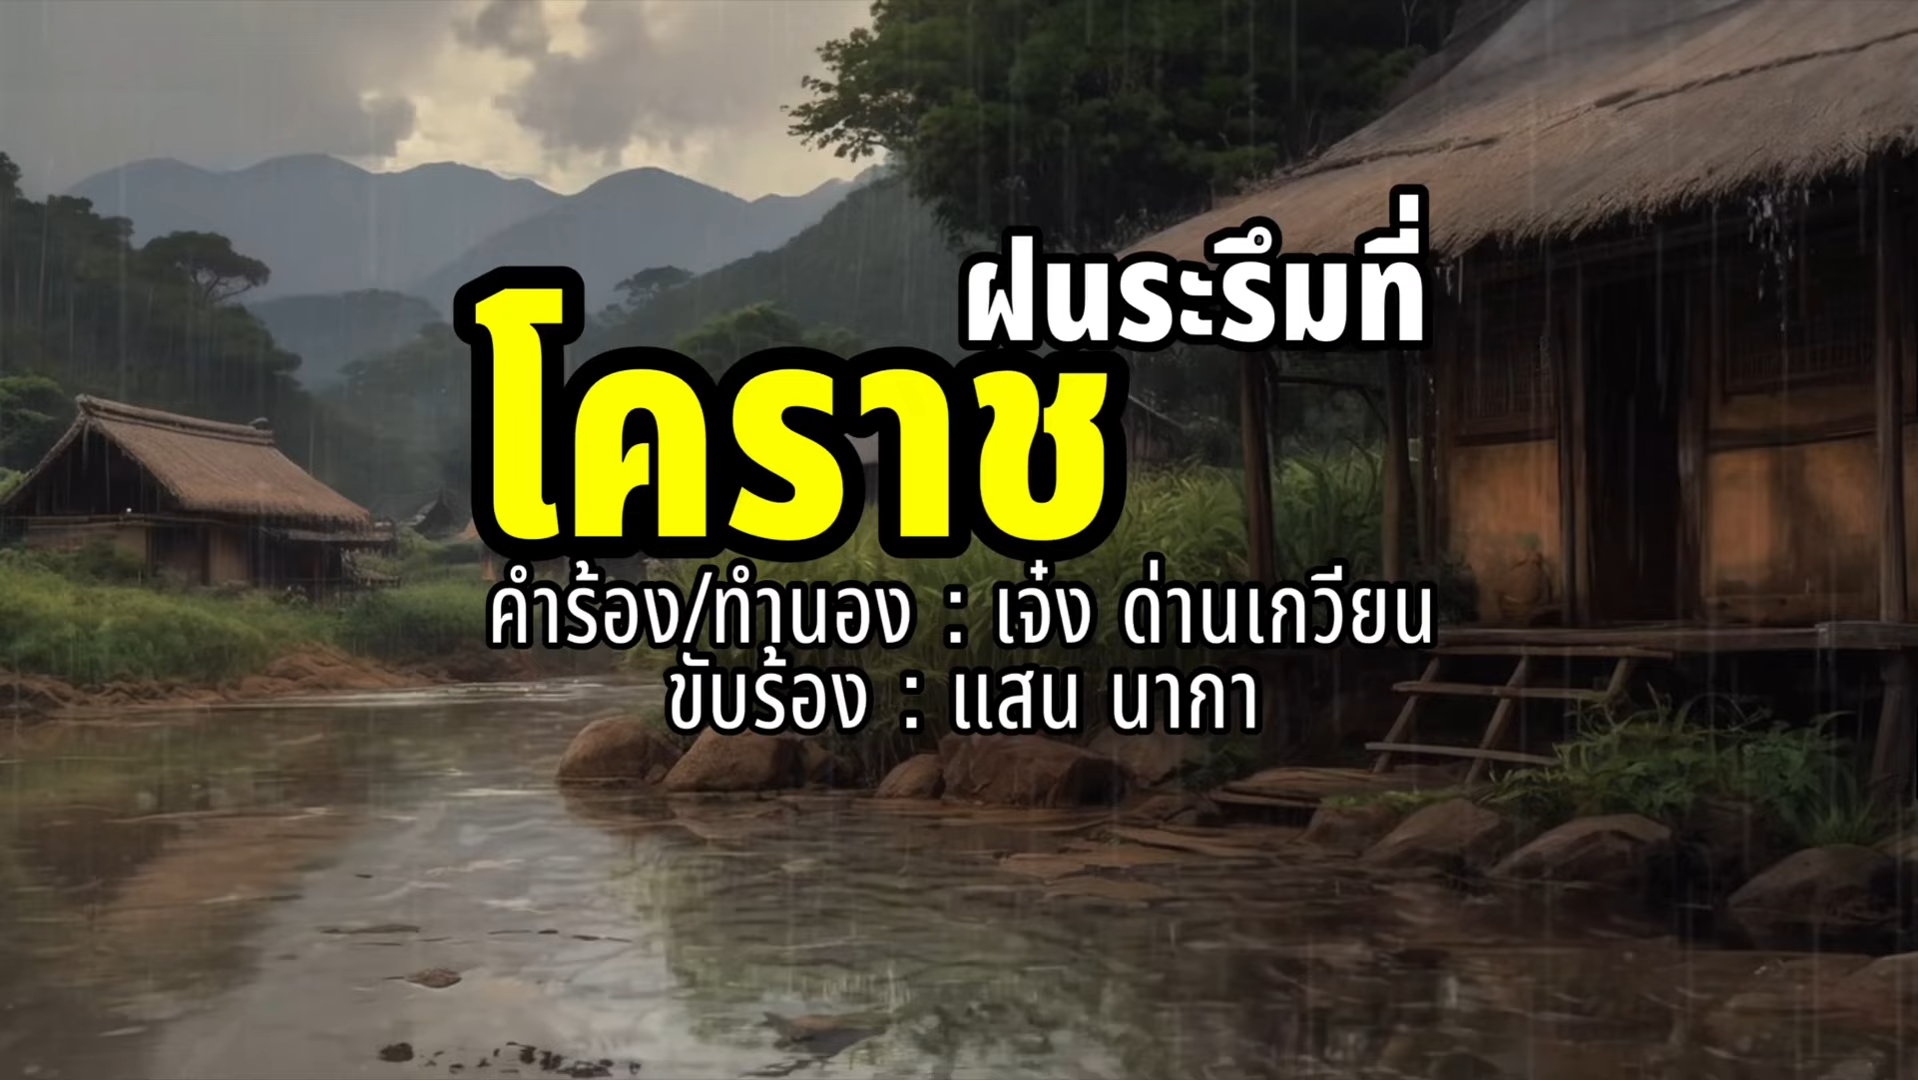 ฝนระรึมที่
โคราช
คำร้อง/ทำนอง : เจ๋ง ด่านเกวียน
ขับร้อง : แสน นากา